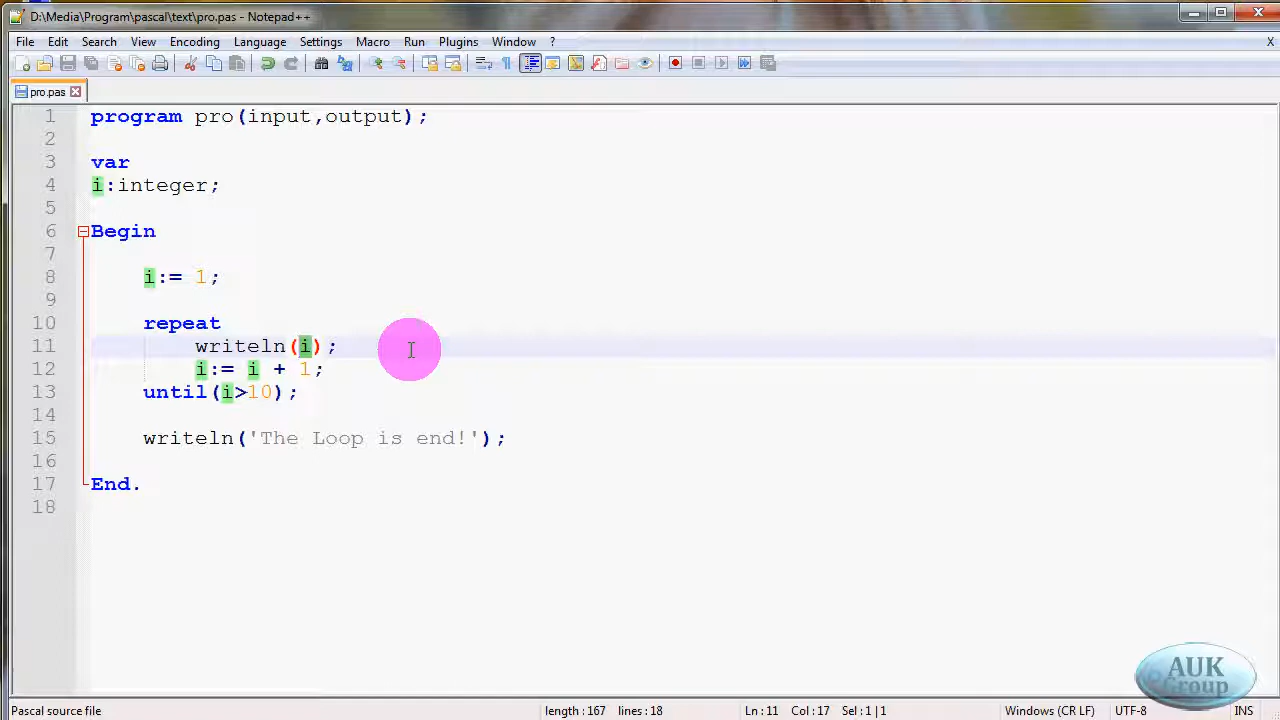 D:\Media\Program\pascal\text\pro.pas - Notepad++
File Edit Search View Encoding Language Settings Macro Run Plugins Window ? X
pro.pas
1 program pro(input,output);
2
3 var
4 i:integer;
5
6 Begin
7
8 i:= 1;
9
10 repeat
11 writeln(i);
12 i:= i + 1;
13 until(i>10);
14
15 writeln('The Loop is end!');
16
17 End.
18
AUK
Group
Pascal source file length : 167 lines : 18 Ln : 11 Col : 17 Sel : 1 | 1 Windows (CR LF) UTF-8 INS